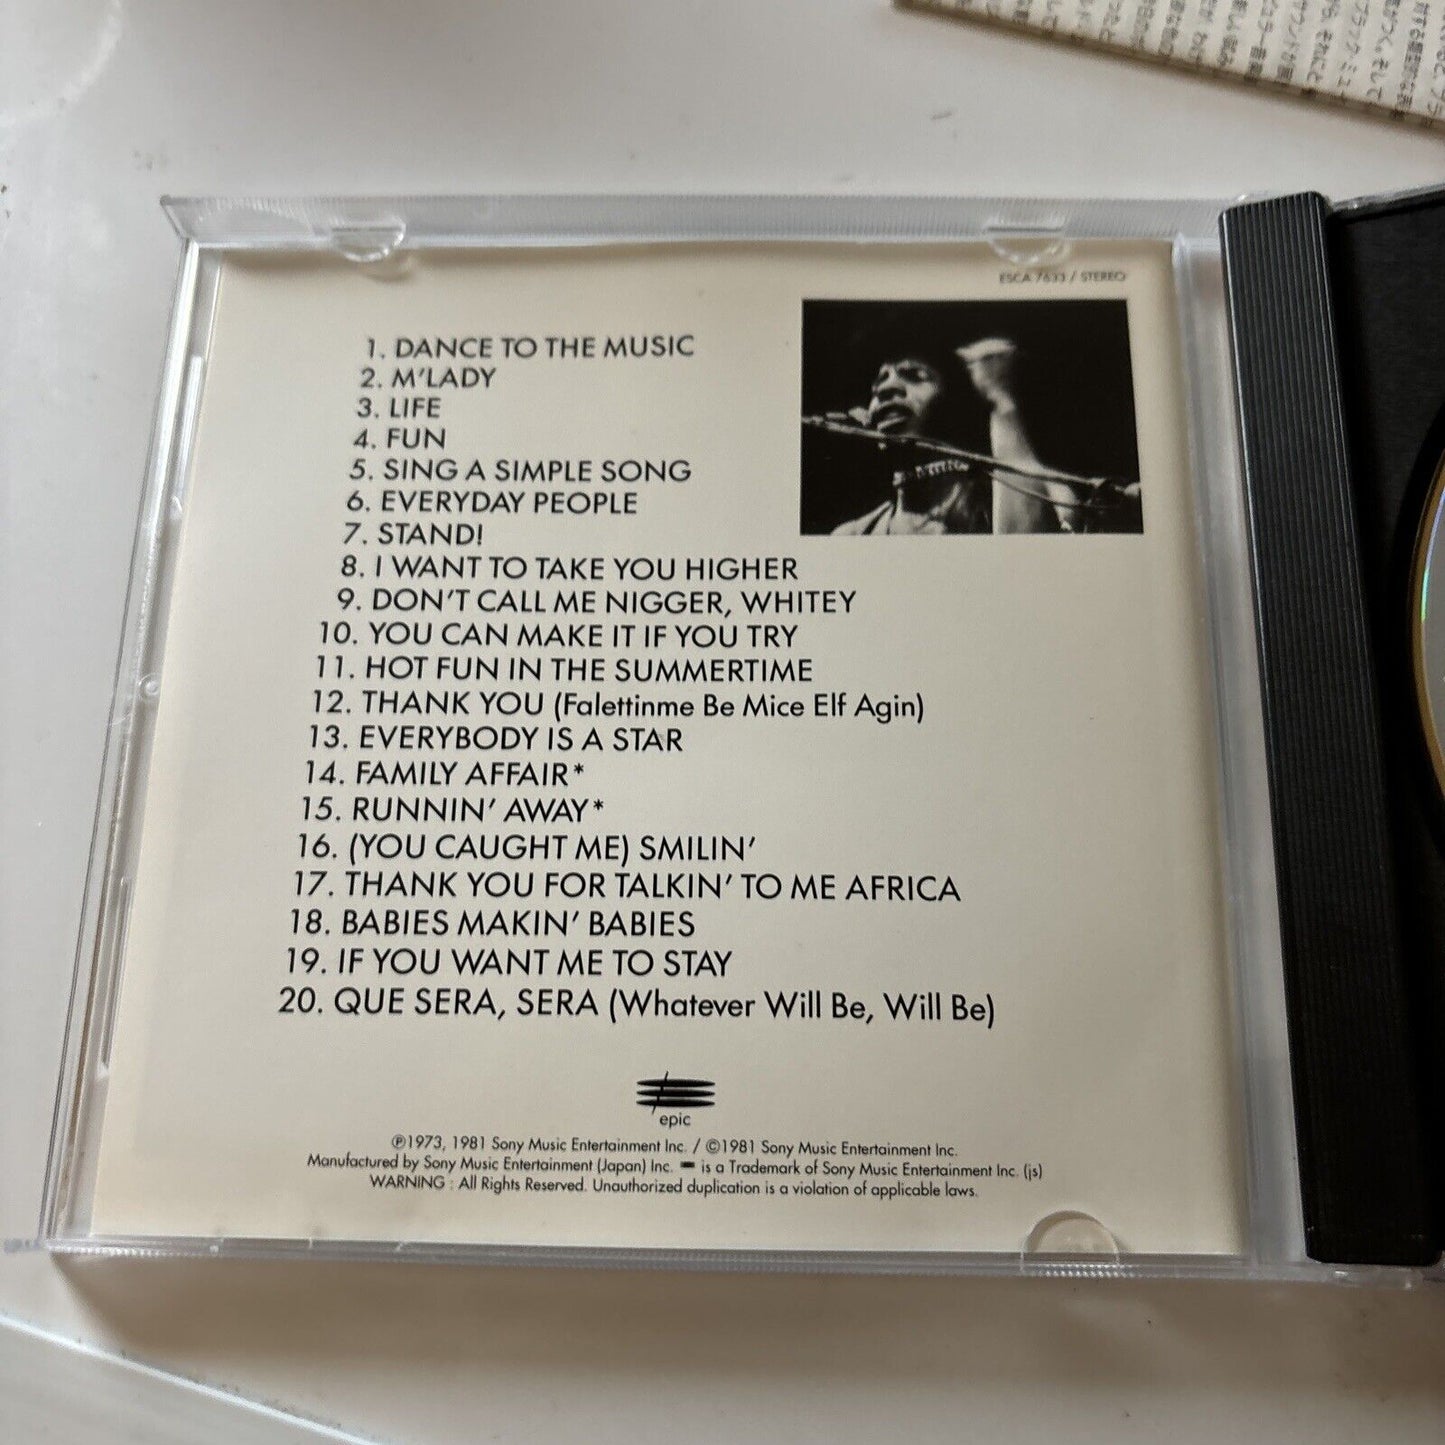 ESCA 7633 / STEREO
1. DANCE TO THE MUSIC
2. M'LADY
3. LIFE
4. FUN
5. SING A SIMPLE SONG
6. EVERYDAY PEOPLE
7. STAND!
8. I WANT TO TAKE YOU HIGHER
9. DON'T CALL ME NIGGER, WHITEY
10. YOU CAN MAKE IT IF YOU TRY
11. HOT FUN IN THE SUMMERTIME
12. THANK YOU (Falettinme Be Mice Elf Agin)
13. EVERYBODY IS A STAR
14. FAMILY AFFAIR*
15. RUNNIN' AWAY*
16. (YOU CAUGHT ME) SMILIN'
17. THANK YOU FOR TALKIN' TO ME AFRICA
18. BABIES MAKIN' BABIES
19. IF YOU WANT ME TO STAY
20. QUE SERA, SERA (Whatever Will Be, Will Be)
epic
℗1973, 1981 Sony Music Entertainment Inc. / ©1981 Sony Music Entertainment Inc.
Manufactured by Sony Music Entertainment (Japan) Inc. is a Trademark of Sony Music Entertainment Inc. (js)
WARNING : All Rights Reserved. Unauthorized duplication is a violation of applicable laws.